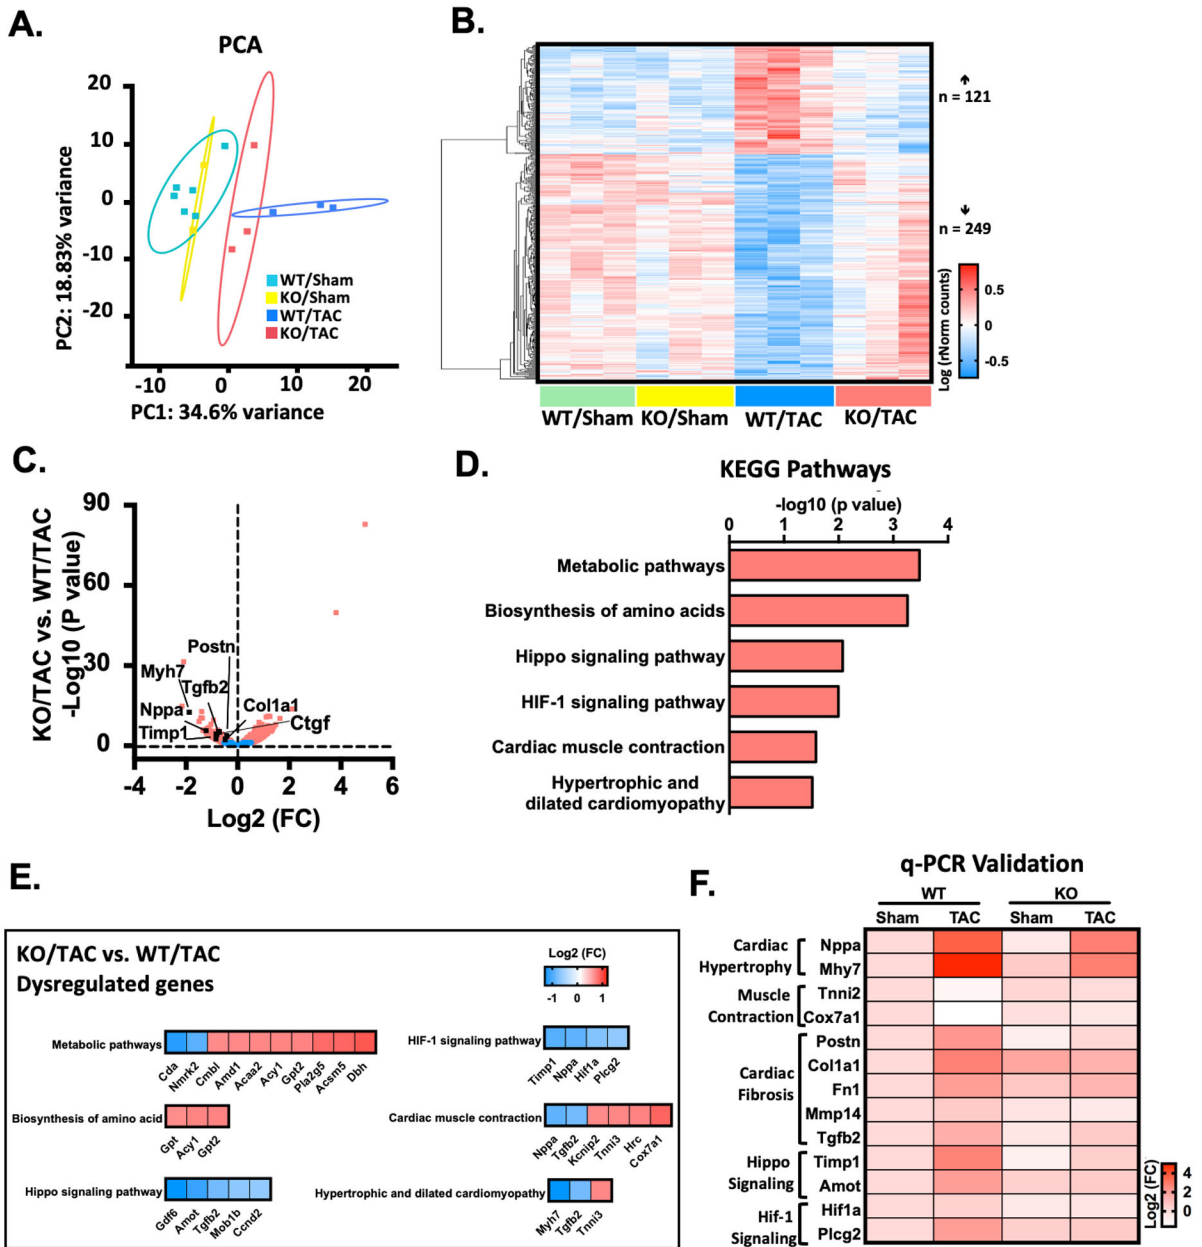 A.
PCA
PC2: 18.83% variance
20
10
0
-10
-20
WT/Sham
KO/Sham
WT/TAC
KO/TAC
-10
0
10
20
PC1: 34.6% variance
B.
n = 121
n = 249
Log (rNorm counts)
0.5
0
-0.5
WT/Sham
KO/Sham
WT/TAC
KO/TAC
C.
KO/TAC vs. WT/TAC
-Log10 (P value)
90
60
30
0
Postn
Myh7
Tgfb2
Nppa
Col1a1
Ctgf
Timp1
-4
-2
0
2
4
6
Log2 (FC)
D.
KEGG Pathways
-log10 (p value)
0
1
2
3
4
Metabolic pathways
Biosynthesis of amino acids
Hippo signaling pathway
HIF-1 signaling pathway
Cardiac muscle contraction
Hypertrophic and
dilated cardiomyopathy
E.
KO/TAC vs. WT/TAC
Dysregulated genes
Log2 (FC)
-1
0
1
Metabolic pathways
Cda
Nmrk2
Cmbl
Amd1
Acaa2
Acy1
Gpt2
Pla2g5
Acsm5
Dbh
Biosynthesis of amino acid
Gpt
Acy1
Gpt2
Hippo signaling pathway
Gdf6
Amot
Tgfb2
Mob1b
Ccnd2
HIF-1 signaling pathway
Timp1
Nppa
Hif1a
Plcg2
Cardiac muscle contraction
Nppa
Tgfb2
Kcnip2
Tnni3
Hrc
Cox7a1
Hypertrophic and dilated cardiomyopathy
Myh7
Tgfb2
Tnni3
F.
q-PCR Validation
WT
KO
Sham
TAC
Sham
TAC
Cardiac
Hypertrophy
Nppa
Mhy7
Muscle
Contraction
Tnni2
Cox7a1
Cardiac
Fibrosis
Postn
Col1a1
Fn1
Mmp14
Tgfb2
Hippo
Signaling
Timp1
Amot
Hif-1
Signaling
Hif1a
Plcg2
Log2 (FC)
4
2
0